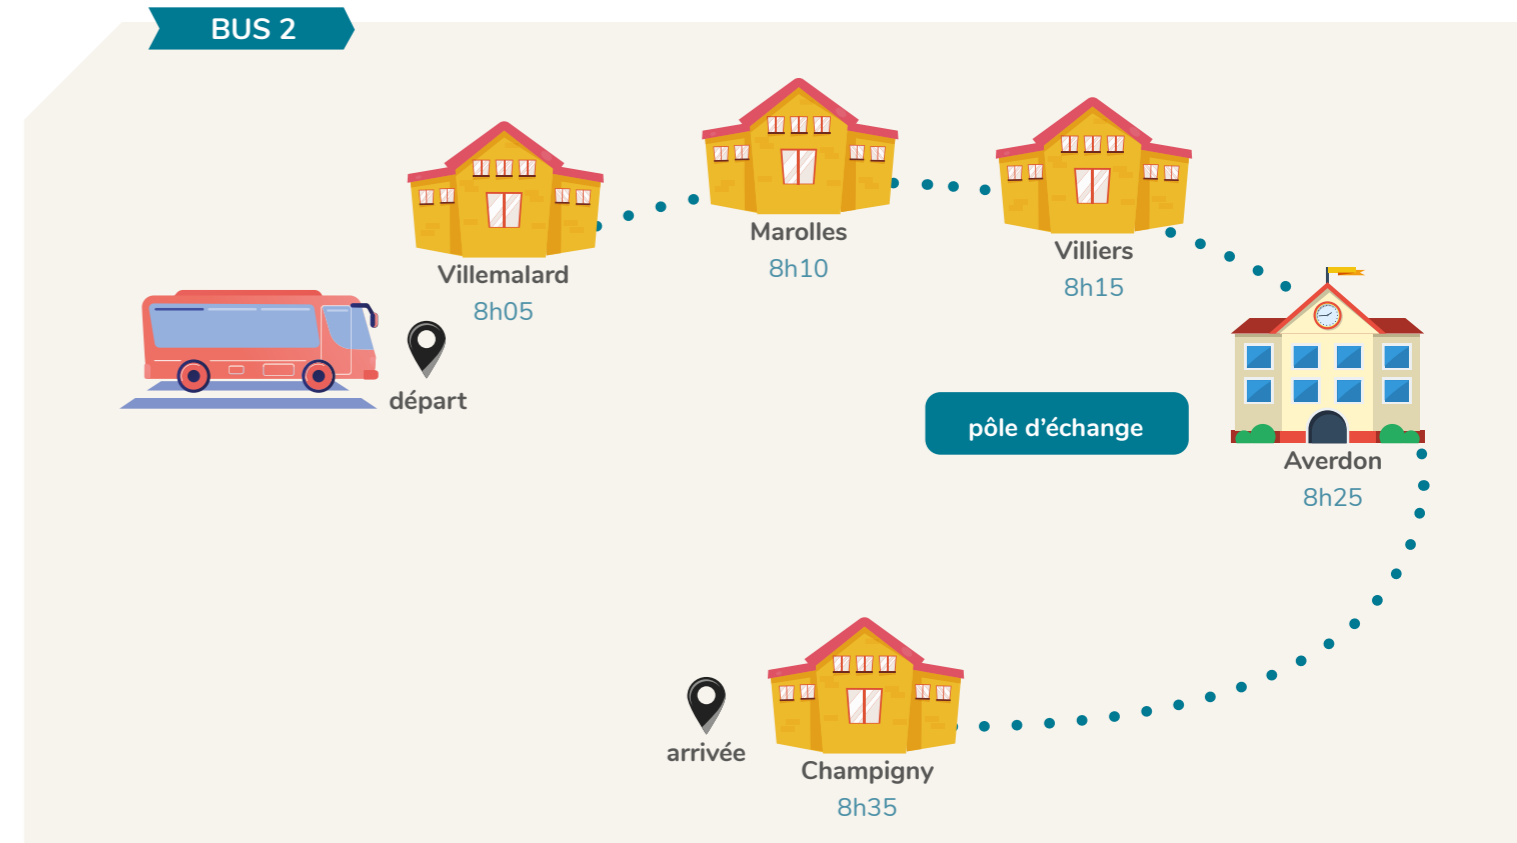 BUS 2
Villemalard
8h05
Marolles
8h10
Villiers
8h15
départ
pôle d’échange
Averdon
8h25
arrivée
Champigny
8h35